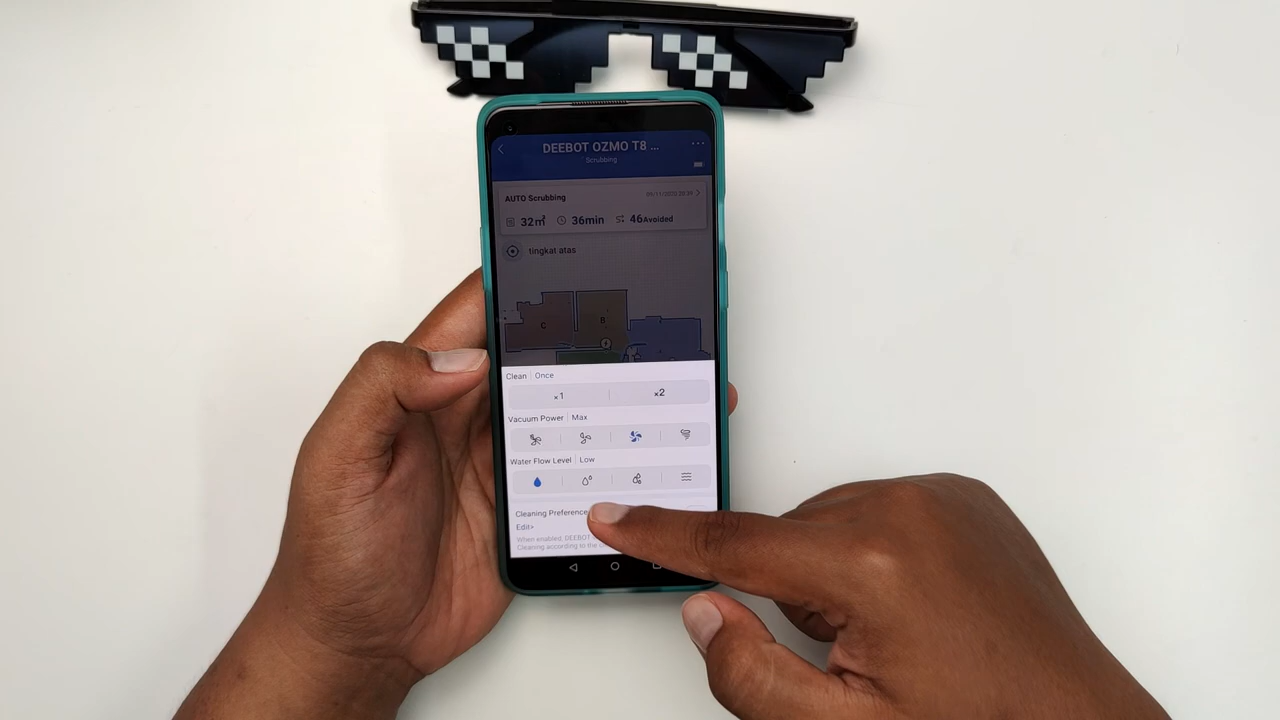 DEEBOT OZMO T8 ...
Scrubbing
AUTO Scrubbing
32㎡ 36min 46Avoided
tingkat atas
C B
Clean | Once
×1 ×2
Vacuum Power | Max
Water Flow Level | Low
Cleaning Preference
Edit>
When enabled, DEEBOT
Cleaning according to the